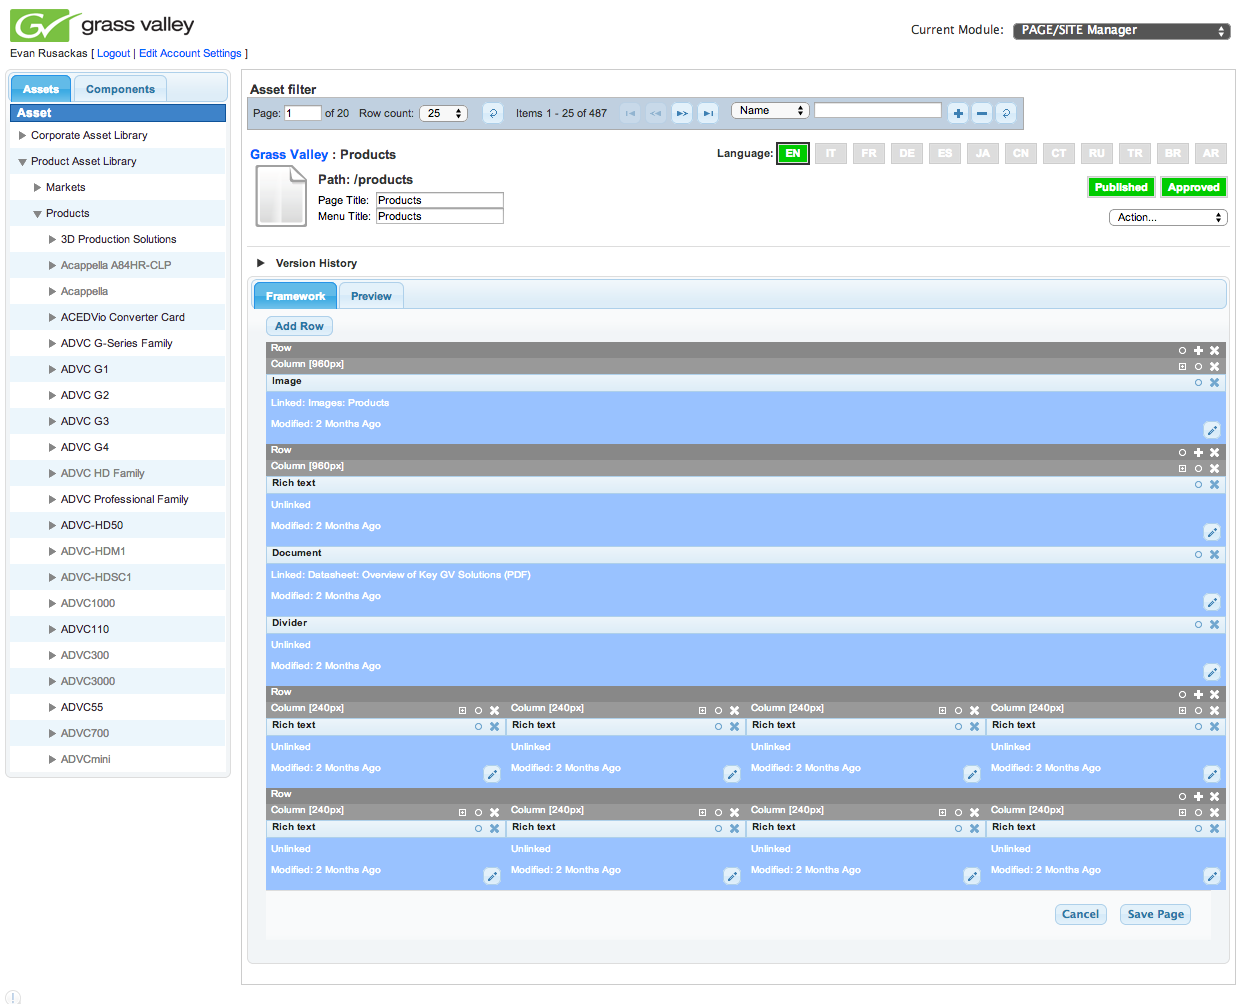 GV grass valley
Current Module: PAGE/SITE Manager
Evan Rusackas [ Logout | Edit Account Settings ]
Assets Components
Asset
Corporate Asset Library
Product Asset Library
Markets
Products
3D Production Solutions
Acappella A84HR-CLP
Acappella
ACEDVio Converter Card
ADVC G-Series Family
ADVC G1
ADVC G2
ADVC G3
ADVC G4
ADVC HD Family
ADVC Professional Family
ADVC-HD50
ADVC-HDM1
ADVC-HDSC1
ADVC1000
ADVC110
ADVC300
ADVC3000
ADVC55
ADVC700
ADVCmini
Asset filter
Page: 1 of 20 Row count: 25 Items 1 - 25 of 487 Name
Grass Valley : Products
Language: EN IT FR DE ES JA CN CT RU TR BR AR
Path: /products
Page Title: Products
Menu Title: Products
Published Approved
Action...
Version History
Framework Preview
Add Row
Row
Column [960px]
Image
Linked: Images: Products
Modified: 2 Months Ago
Row
Column [960px]
Rich text
Unlinked
Modified: 2 Months Ago
Document
Linked: Datasheet: Overview of Key GV Solutions (PDF)
Modified: 2 Months Ago
Divider
Unlinked
Modified: 2 Months Ago
Row
Column [240px] Column [240px] Column [240px] Column [240px]
Rich text Rich text Rich text Rich text
Unlinked Unlinked Unlinked Unlinked
Modified: 2 Months Ago Modified: 2 Months Ago Modified: 2 Months Ago Modified: 2 Months Ago
Row
Column [240px] Column [240px] Column [240px] Column [240px]
Rich text Rich text Rich text Rich text
Unlinked Unlinked Unlinked Unlinked
Modified: 2 Months Ago Modified: 2 Months Ago Modified: 2 Months Ago Modified: 2 Months Ago
Cancel Save Page